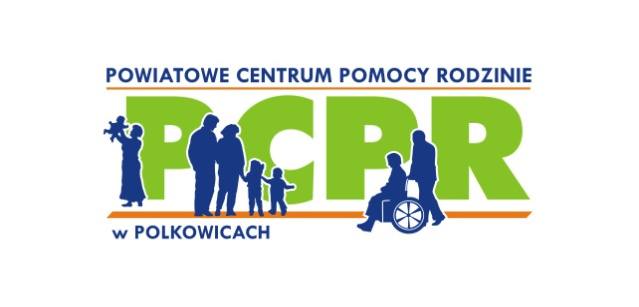 POWIATOWE CENTRUM POMOCY RODZINIE
PCPR
w POLKOWICACH